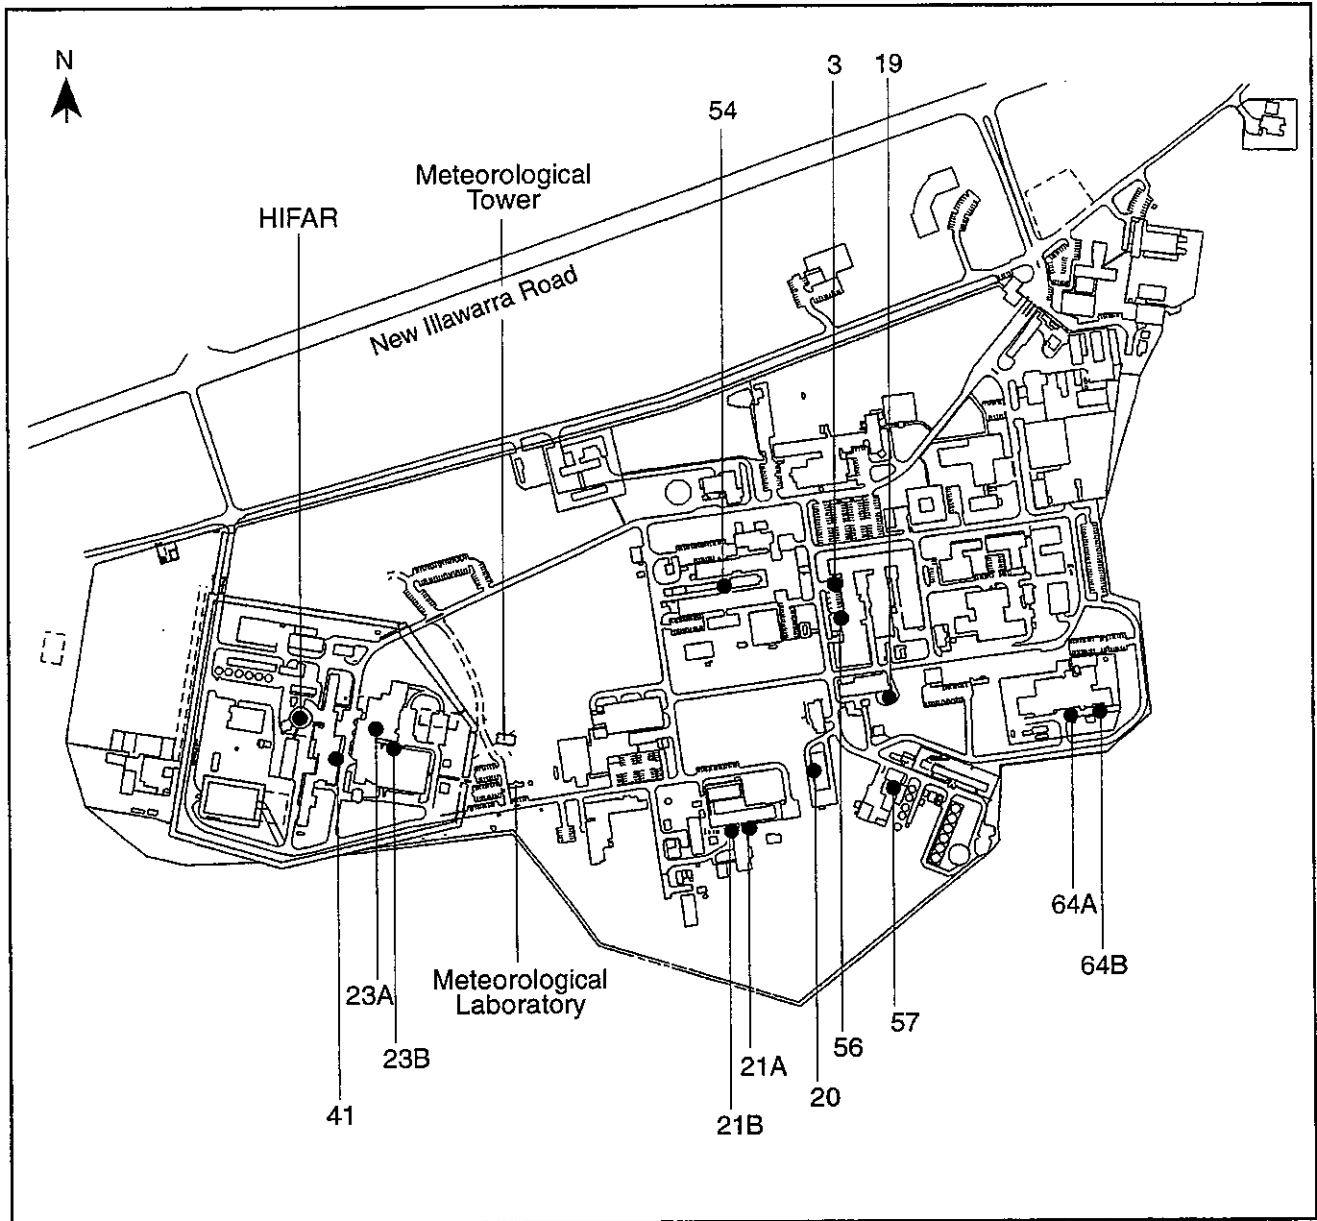 N
3
19
54
Meteorological
Tower
HIFAR
New Illawarra Road
64A
64B
23A
Meteorological
Laboratory
57
23B
56
21A
20
41
21B